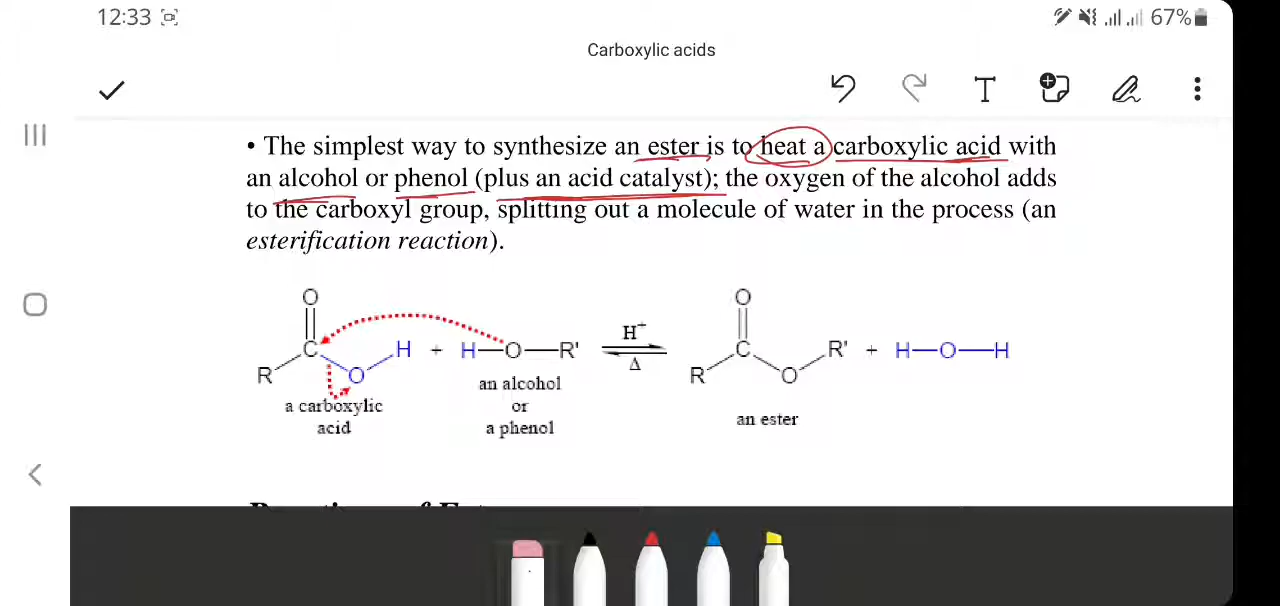 12:33
67%
Carboxylic acids
T
• The simplest way to synthesize an ester is to heat a carboxylic acid with
an alcohol or phenol (plus an acid catalyst); the oxygen of the alcohol adds
to the carboxyl group, splitting out a molecule of water in the process (an
esterification reaction).
O
C
O
H
R
+
H—O—R'
H⁺
Δ
O
C
O
R'
R
+
H—O—H
a carboxylic
acid
an alcohol
or
a phenol
an ester